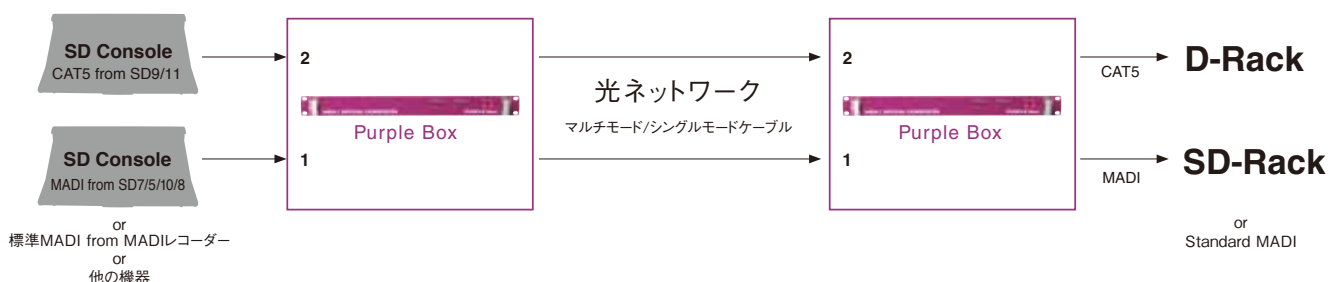 SD Console
CAT5 from SD9/11
2
Purple Box
1
SD Console
MADI from SD7/5/10/8
or
標準MADI from MADIレコーダー
or
他の機器
光ネットワーク
マルチモード/シングルモードケーブル
2
Purple Box
1
CAT5
D-Rack
MADI
SD-Rack
or
Standard MADI